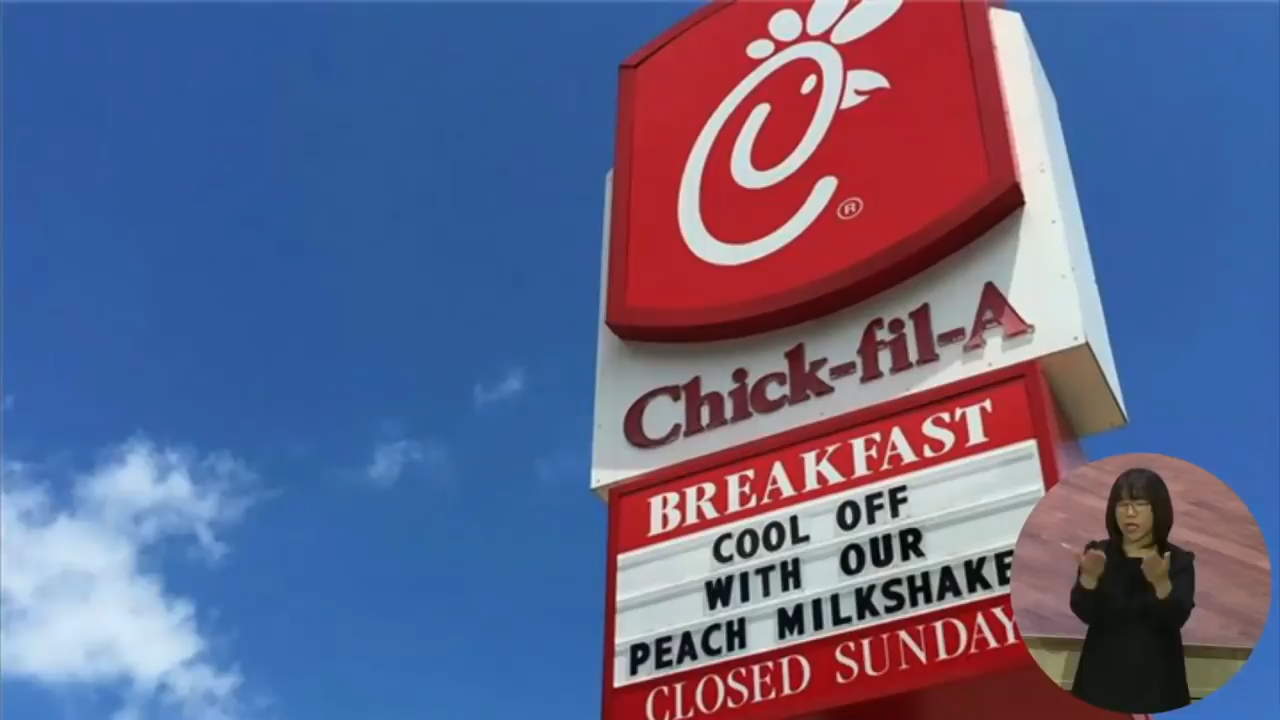 ®
Chick-fil-A
BREAKFAST
COOL OFF
WITH OUR
PEACH MILKSHAKE
CLOSED SUNDAY